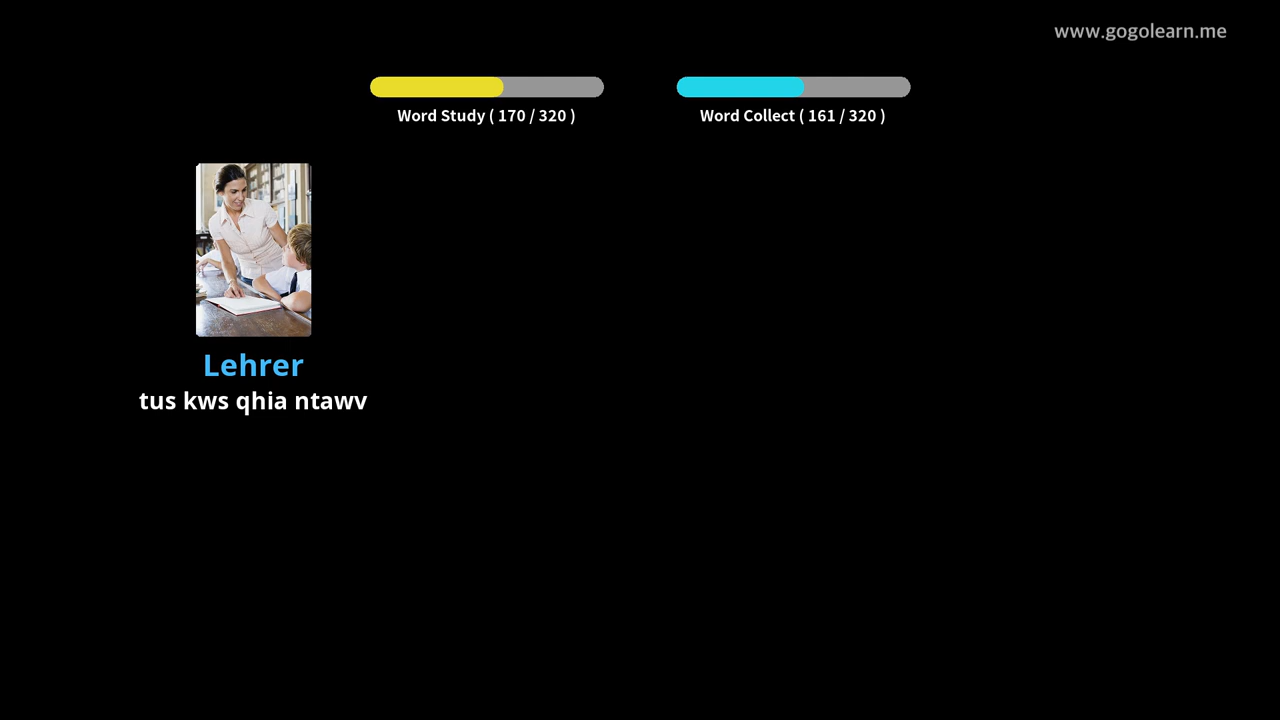 www.gogolearn.me
Word Study ( 170 / 320 )
Word Collect ( 161 / 320 )
Lehrer
tus kws qhia ntawv